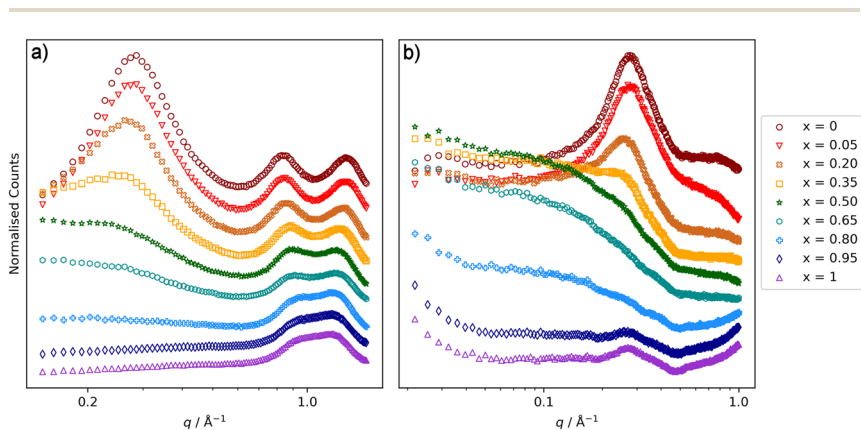 a)
b)
Normalised Counts
0.2
1.0
q / Å⁻¹
0.1
1.0
q / Å⁻¹
x = 0
x = 0.05
x = 0.20
x = 0.35
x = 0.50
x = 0.65
x = 0.80
x = 0.95
x = 1